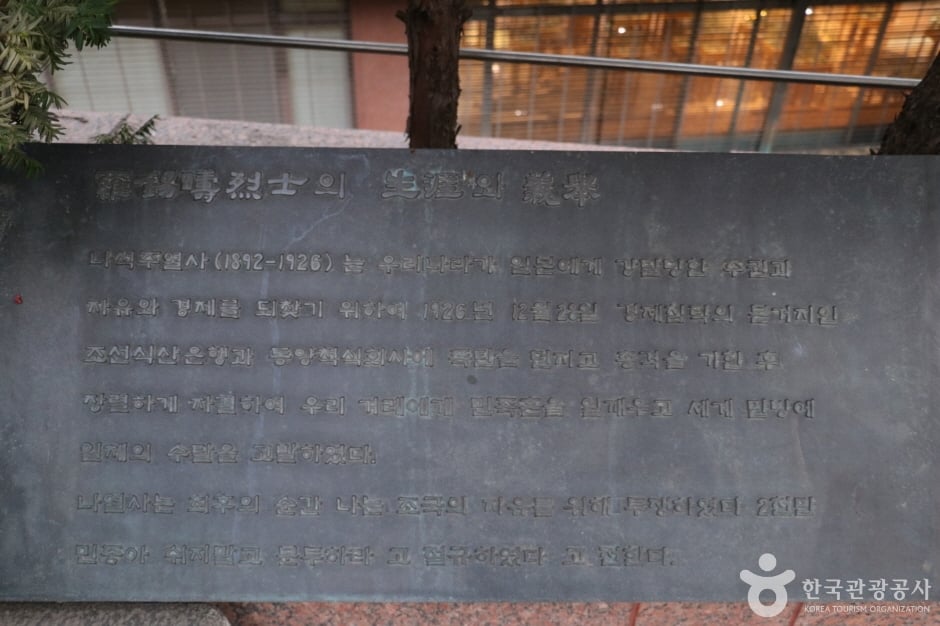 羅錫疇烈士의 生涯와 義擧
나석주열사(1892-1926)는 우리나라가 일본에게 강탈당한 주권과
자유와 경제를 되찾기 위하여 1926년 12월 28일 경제침탈의 본거지인
조선식산은행과 동양척식회사에 폭탄을 던지고 총격을 가한 후
장렬하게 자결하여 우리 겨레에게 민족혼을 일깨우고 세계 만방에
일제의 수탈을 고발하였다.
나열사는 최후의 순간 나는 조국의 자유를 위해 투쟁하였다 2천만
민중아 쉬지말고 분투하라 고 절규하였다 고 전한다.
한국관광공사
KOREA TOURISM ORGANIZATION